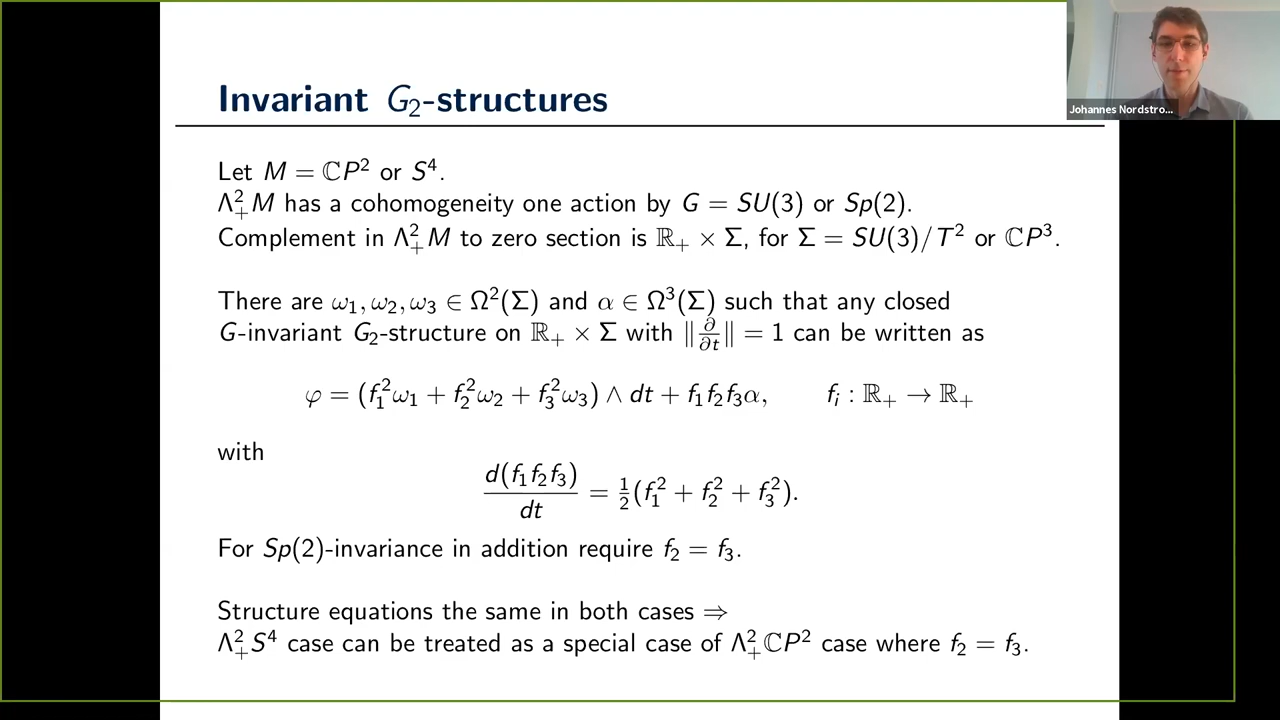 Invariant G₂-structures
Johannes Nordstro...
Let M = ℂP² or S⁴.
Λ²₊M has a cohomogeneity one action by G = SU(3) or Sp(2).
Complement in Λ²₊M to zero section is ℝ₊ × Σ, for Σ = SU(3)/T² or ℂP³.
There are ω₁, ω₂, ω₃ ∈ Ω²(Σ) and α ∈ Ω³(Σ) such that any closed
G-invariant G₂-structure on ℝ₊ × Σ with ‖∂/∂t‖ = 1 can be written as
φ = (f₁²ω₁ + f₂²ω₂ + f₃²ω₃) ∧ dt + f₁f₂f₃α, fᵢ : ℝ₊ → ℝ₊
with
d(f₁f₂f₃)/dt = ½(f₁² + f₂² + f₃²).
For Sp(2)-invariance in addition require f₂ = f₃.
Structure equations the same in both cases ⇒
Λ²₊S⁴ case can be treated as a special case of Λ²₊ℂP² case where f₂ = f₃.